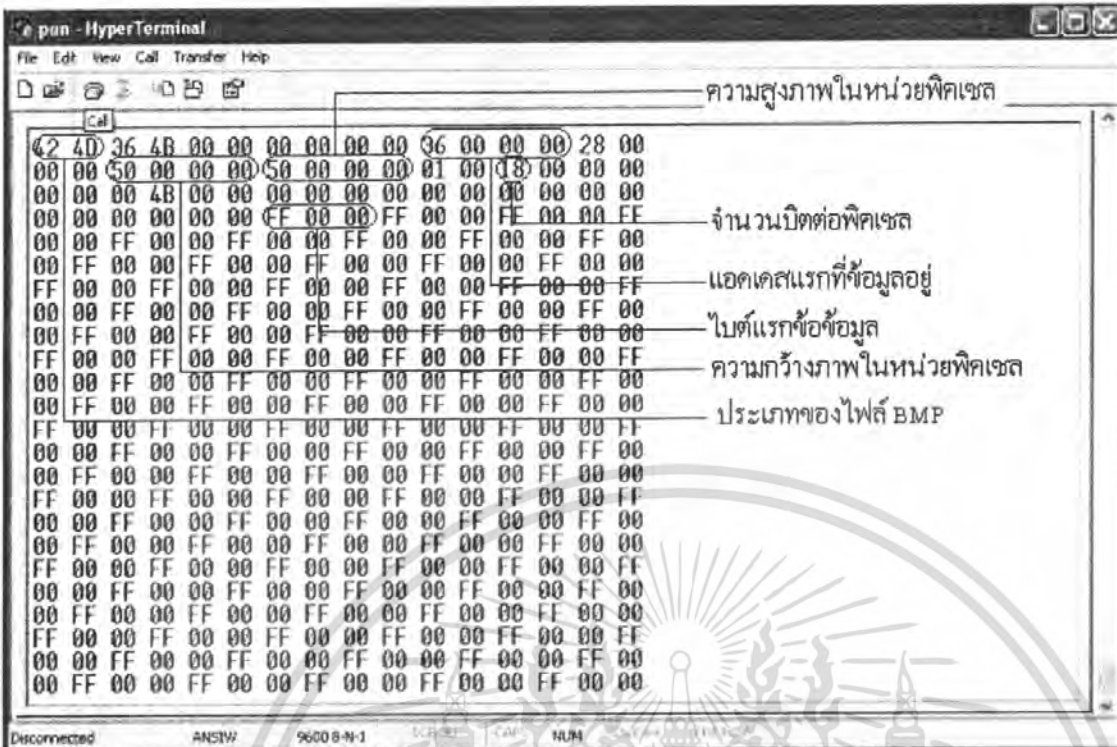 pun - HyperTerminal
File Edit View Call Transfer Help
Call
ความสูงภาพในหน่วยพิคเซล
42 4D 36 4B 00 00 00 00 00 00 36 00 00 00 28 00
00 00 50 00 00 00 50 00 00 00 01 00 18 00 00 00
00 00 00 4B 00 00 00 00 00 00 00 00 00 00 00 00
00 00 00 00 00 00 FF 00 00 FF 00 00 FF 00 00 FF
จำนวนบิตต่อพิคเซล
00 00 FF 00 00 FF 00 00 FF 00 00 FF 00 00 FF 00
00 FF 00 00 FF 00 00 FF 00 00 FF 00 00 FF 00 00
แอดเดสแรกที่ข้อมูลอยู่
FF 00 00 FF 00 00 FF 00 00 FF 00 00 FF 00 00 FF
00 00 FF 00 00 FF 00 00 FF 00 00 FF 00 00 FF 00
00 FF 00 00 FF 00 00 FF 00 00 FF 00 00 FF 00 00
ไบต์แรกข้อข้อมูล
FF 00 00 FF 00 00 FF 00 00 FF 00 00 FF 00 00 FF
ความกว้างภาพในหน่วยพิคเซล
00 00 FF 00 00 FF 00 00 FF 00 00 FF 00 00 FF 00
00 FF 00 00 FF 00 00 FF 00 00 FF 00 00 FF 00 00
ประเภทของไฟล์ BMP
FF 00 00 FF 00 00 FF 00 00 FF 00 00 FF 00 00 FF
00 00 FF 00 00 FF 00 00 FF 00 00 FF 00 00 FF 00
00 FF 00 00 FF 00 00 FF 00 00 FF 00 00 FF 00 00
FF 00 00 FF 00 00 FF 00 00 FF 00 00 FF 00 00 FF
00 00 FF 00 00 FF 00 00 FF 00 00 FF 00 00 FF 00
00 FF 00 00 FF 00 00 FF 00 00 FF 00 00 FF 00 00
FF 00 00 FF 00 00 FF 00 00 FF 00 00 FF 00 00 FF
00 00 FF 00 00 FF 00 00 FF 00 00 FF 00 00 FF 00
00 FF 00 00 FF 00 00 FF 00 00 FF 00 00 FF 00 00
FF 00 00 FF 00 00 FF 00 00 FF 00 00 FF 00 00 FF
00 00 FF 00 00 FF 00 00 FF 00 00 FF 00 00 FF 00
00 FF 00 00 FF 00 00 FF 00 00 FF 00 00 FF 00 00
Disconnected ANSIW 9600 8-N-1 SCROLL CAPS NUM